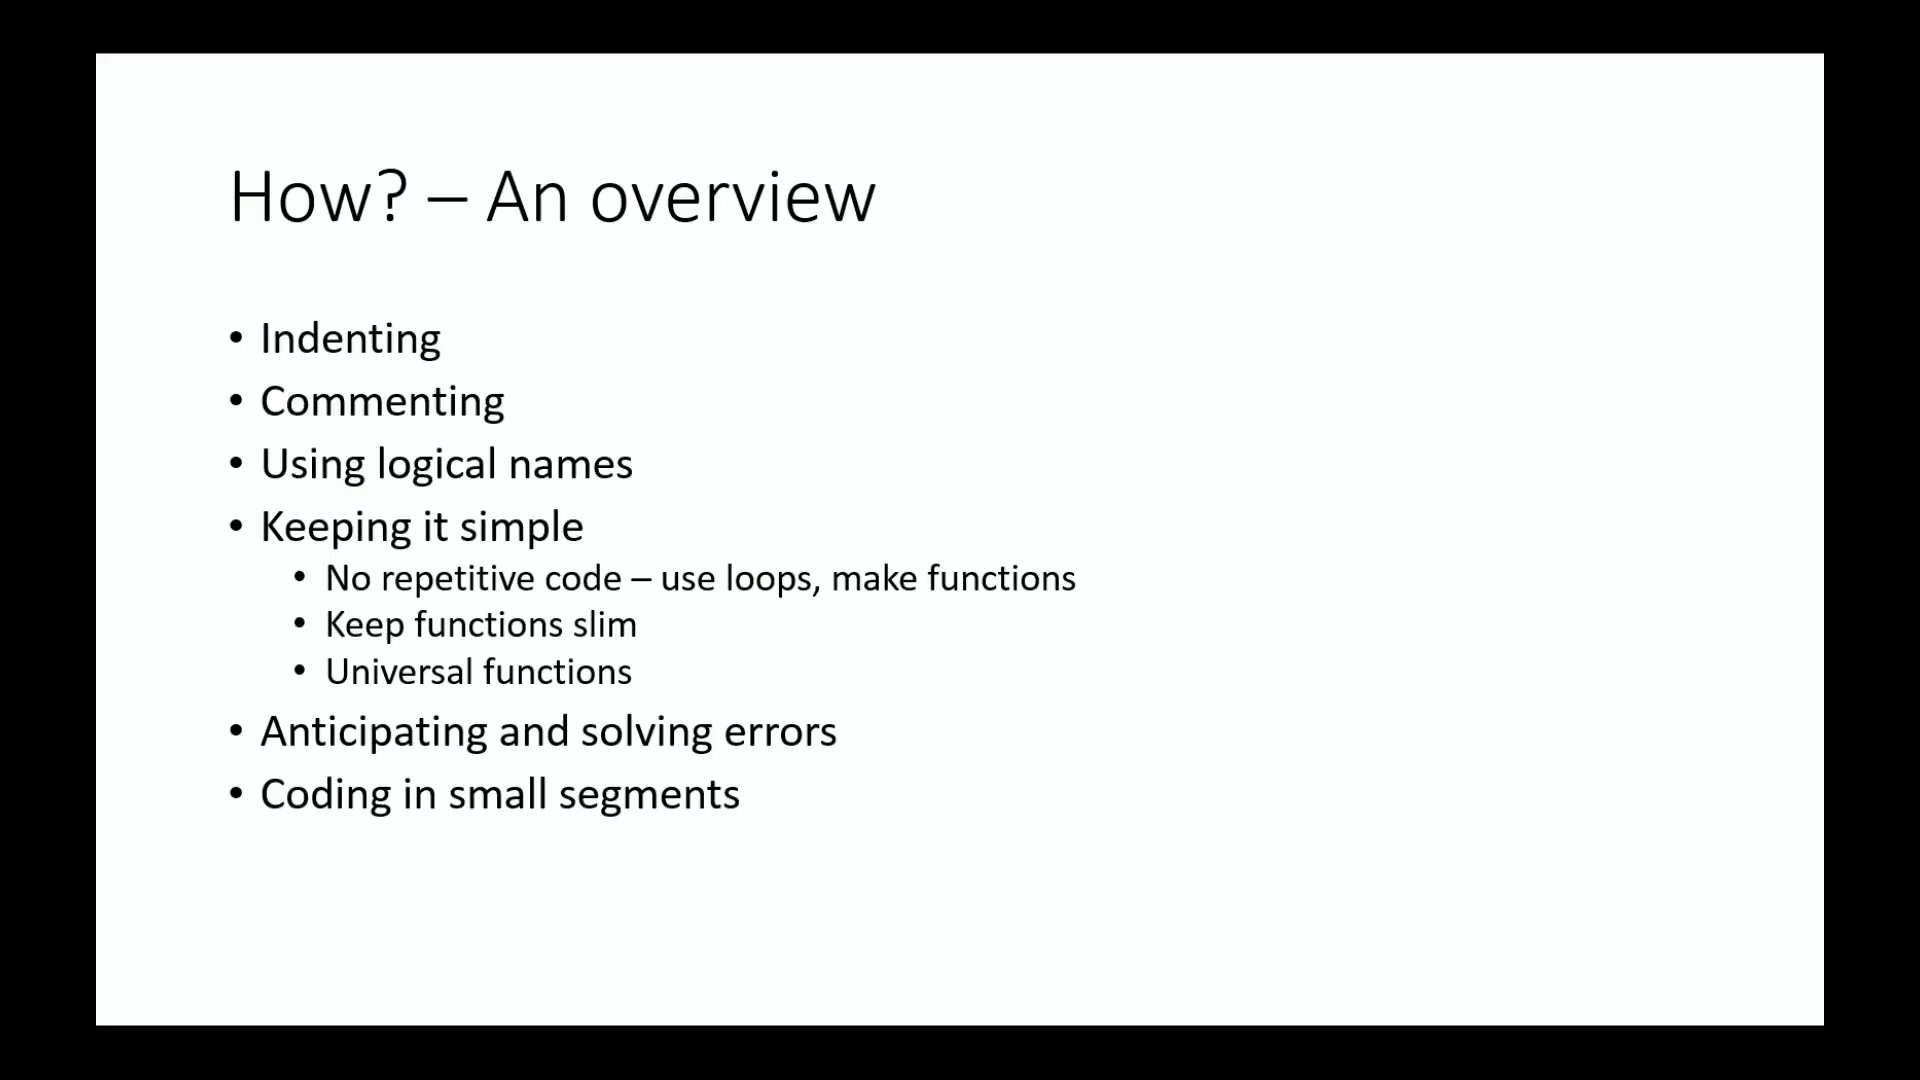 How? – An overview
• Indenting
• Commenting
• Using logical names
• Keeping it simple
• No repetitive code – use loops, make functions
• Keep functions slim
• Universal functions
• Anticipating and solving errors
• Coding in small segments